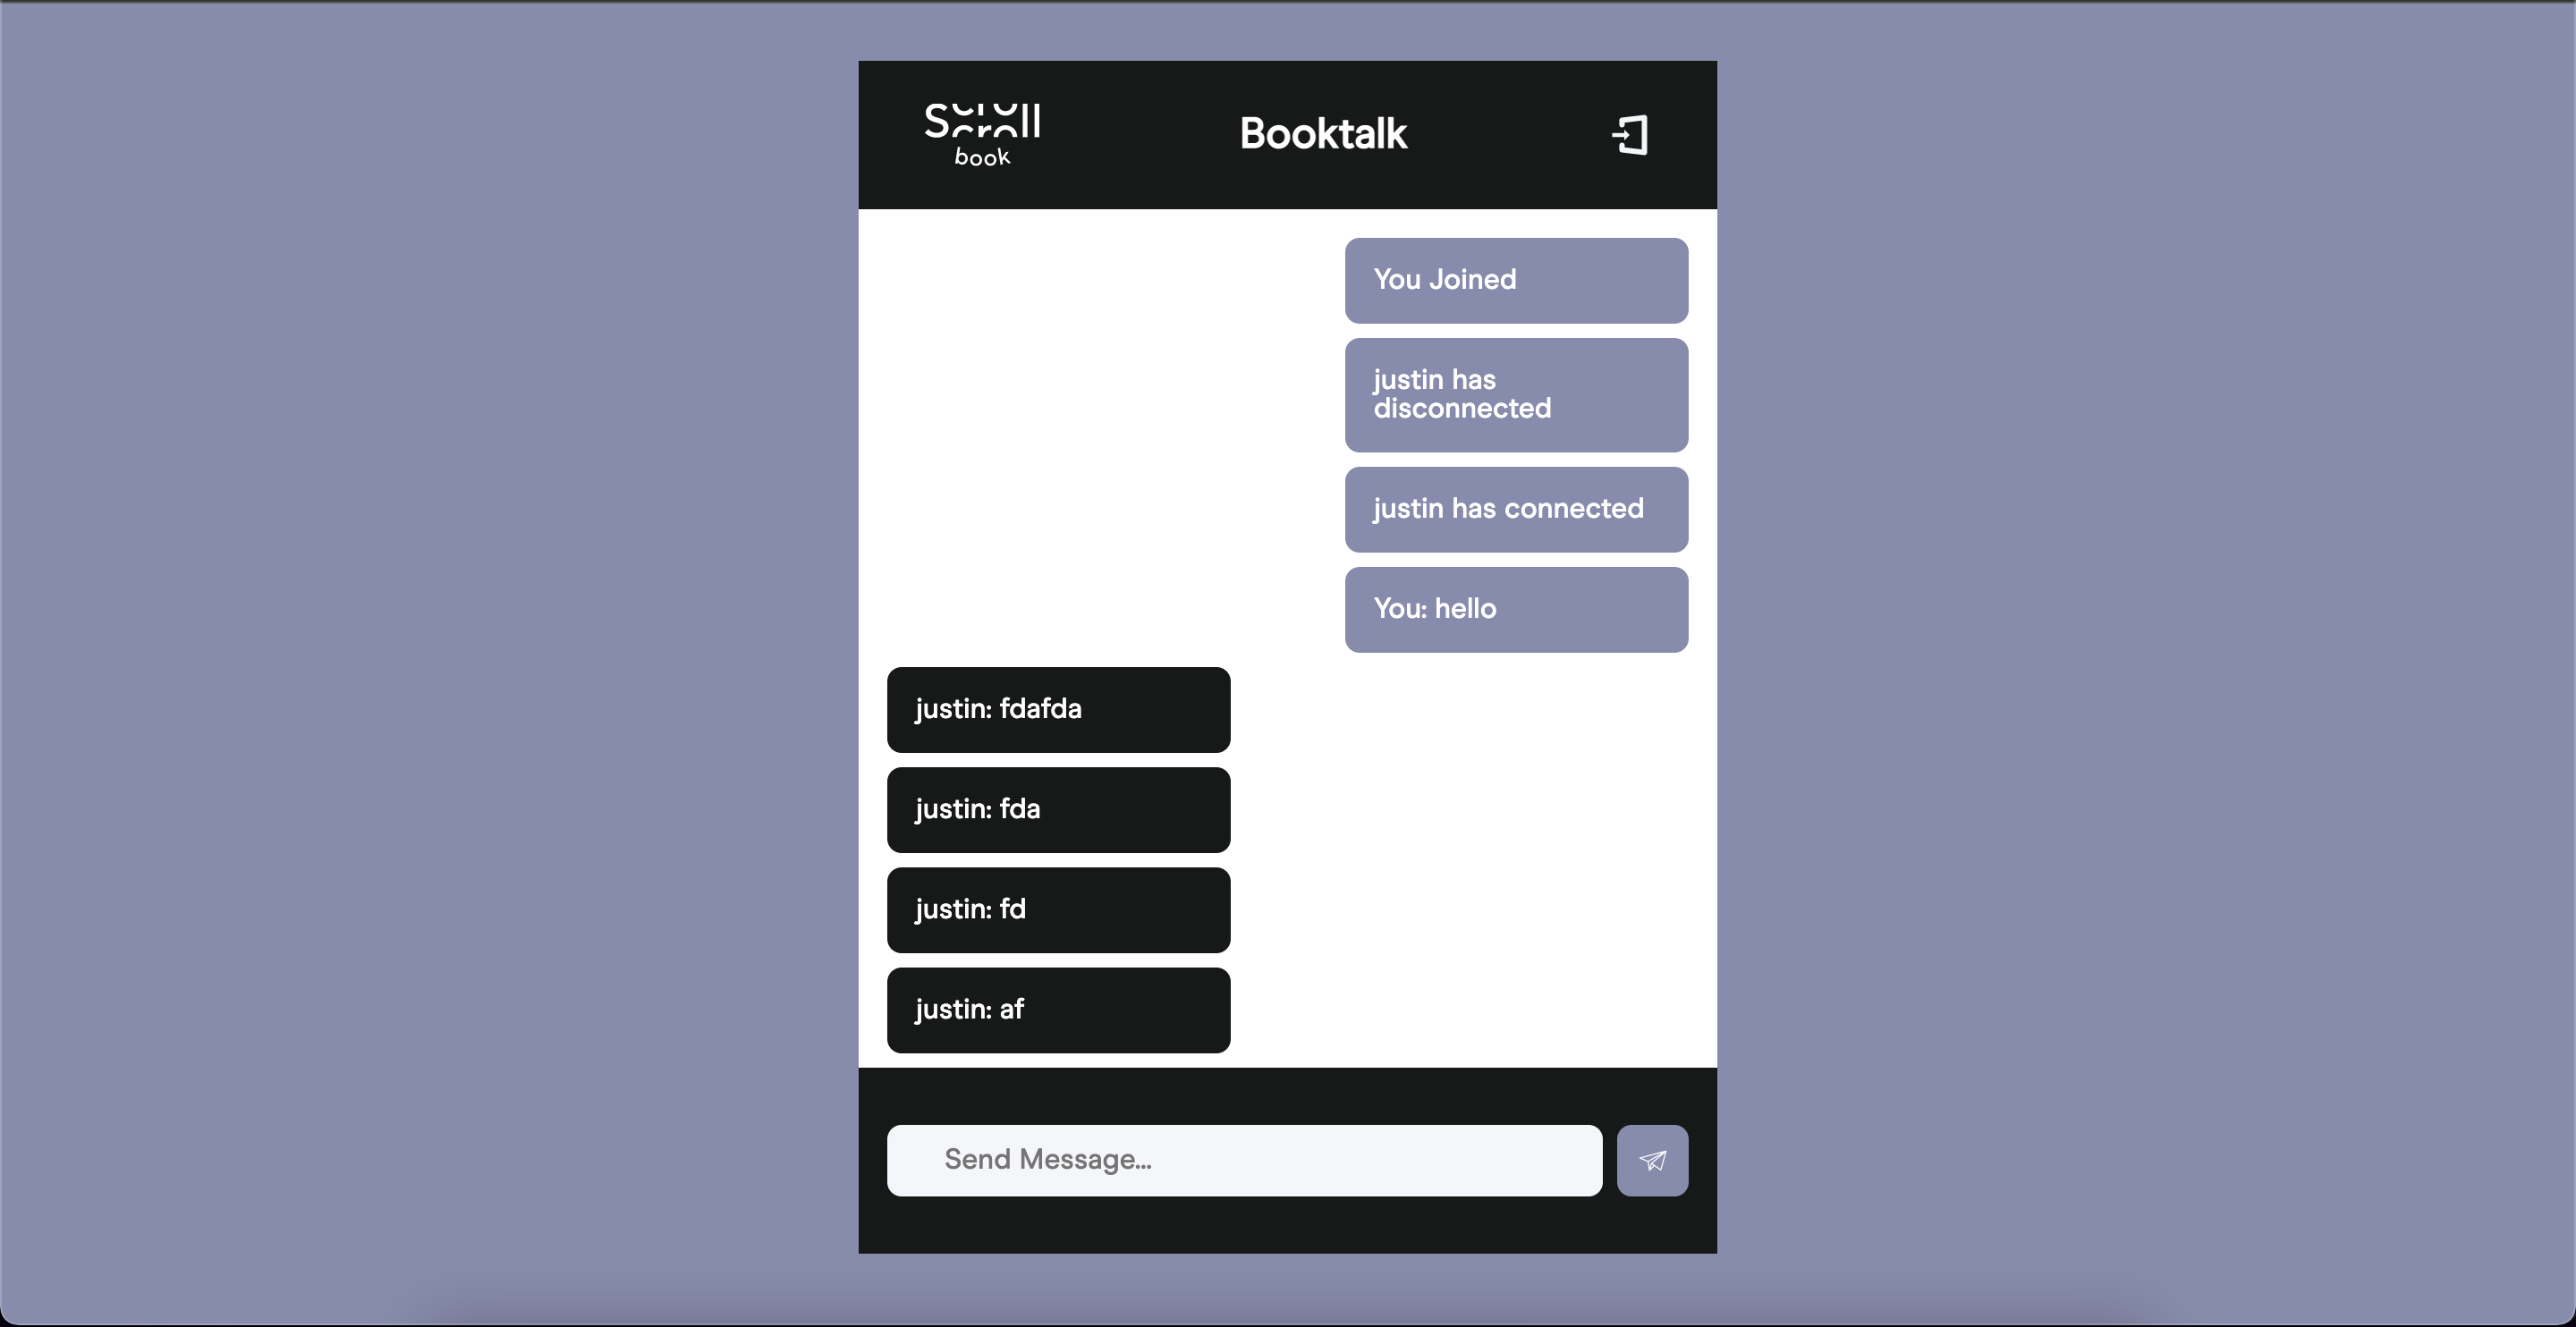 Scroll
book
Booktalk
You Joined
justin has
disconnected
justin has connected
You: hello
justin: fdafda
justin: fda
justin: fd
justin: af
Send Message...